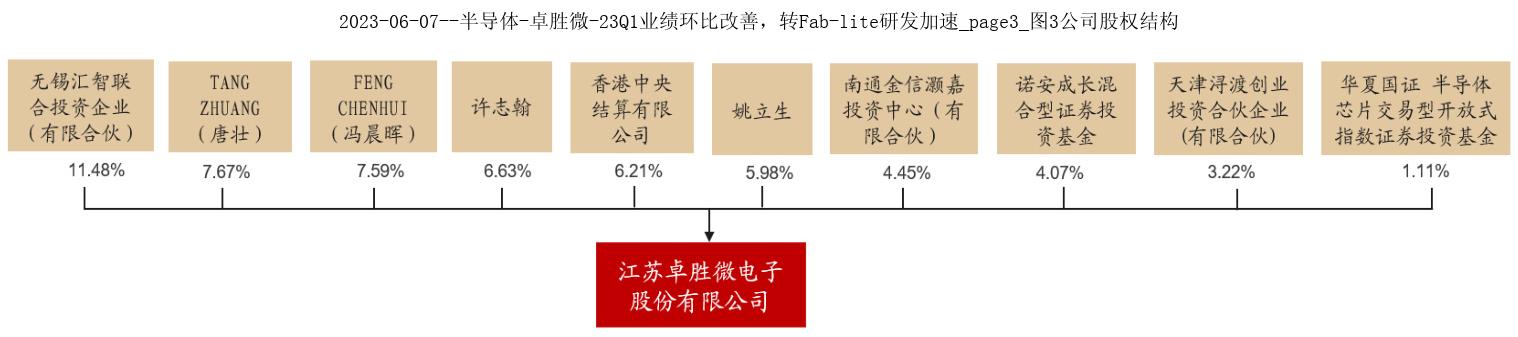 2023-06-07--半导体-卓胜微-23Q1业绩环比改善，转Fab-lite研发加速_page3_图3公司股权结构
无锡汇智联
合投资企业
（有限合伙）
11.48%
TANG
ZHUANG
（唐壮）
7.67%
FENG
CHENHUI
（冯晨晖）
7.59%
许志翰
6.63%
香港中央
结算有限
公司
6.21%
姚立生
5.98%
南通金信灏嘉
投资中心（有
限合伙）
4.45%
诺安成长混
合型证券投
资基金
4.07%
天津浔渡创业
投资合伙企业
(有限合伙)
3.22%
华夏国证 半导体
芯片交易型开放式
指数证券投资基金
1.11%
江苏卓胜微电子
股份有限公司